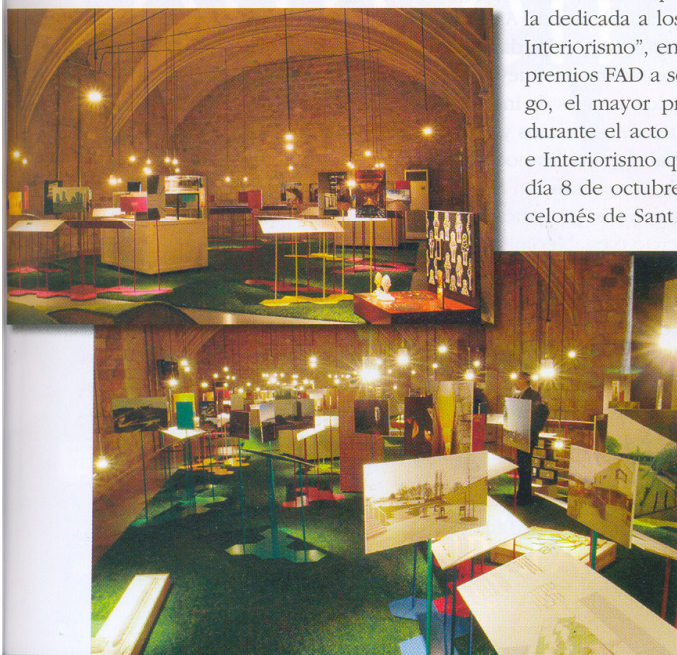 la dedicada a los
Interiorismo”, en
premios FAD a s
go, el mayor pr
durante el acto
e Interiorismo q
día 8 de octubre
celonés de Sant